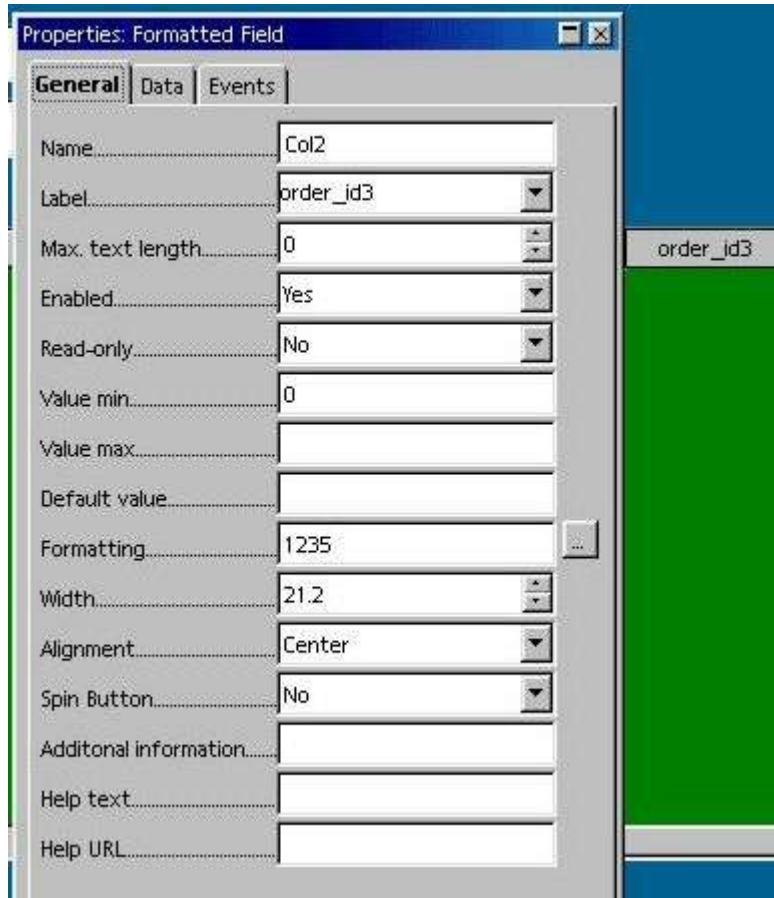 Properties: Formatted Field
General Data Events
Name Col2
Label order_id3
Max. text length 0 order_id3
Enabled Yes
Read-only No
Value min 0
Value max
Default value
Formatting 1235 ...
Width 21.2
Alignment Center
Spin Button No
Additonal information
Help text
Help URL